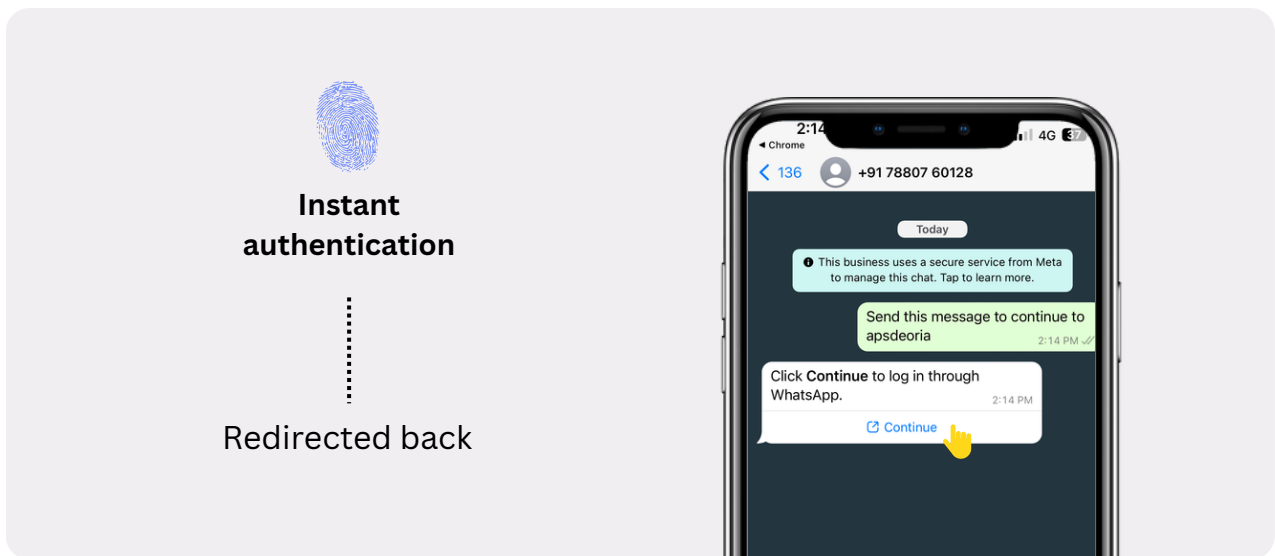 Instant
authentication
Redirected back
2:14
4G
37
◀ Chrome
136
+91 78807 60128
Today
This business uses a secure service from Meta
to manage this chat. Tap to learn more.
Send this message to continue to
apsdeoria
2:14 PM
Click Continue to log in through
WhatsApp.
2:14 PM
Continue